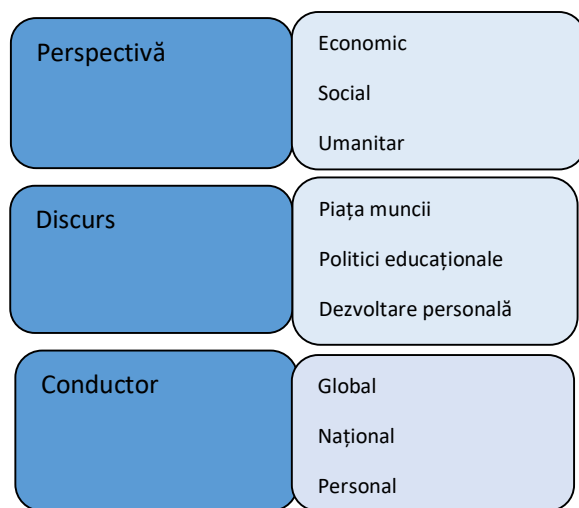 Perspectivă
Economic
Social
Umanitar
Discurs
Piața muncii
Politici educaționale
Dezvoltare personală
Conductor
Global
Național
Personal